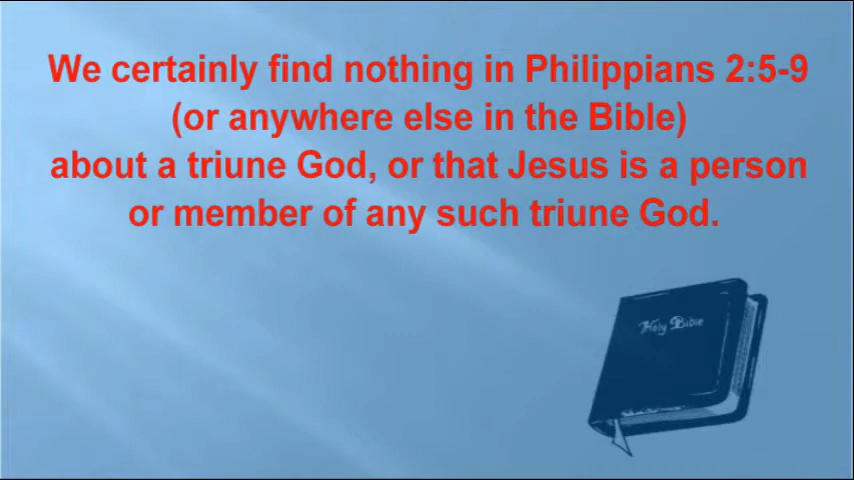 We certainly find nothing in Philippians 2:5-9
(or anywhere else in the Bible)
about a triune God, or that Jesus is a person
or member of any such triune God.
Holy Bible